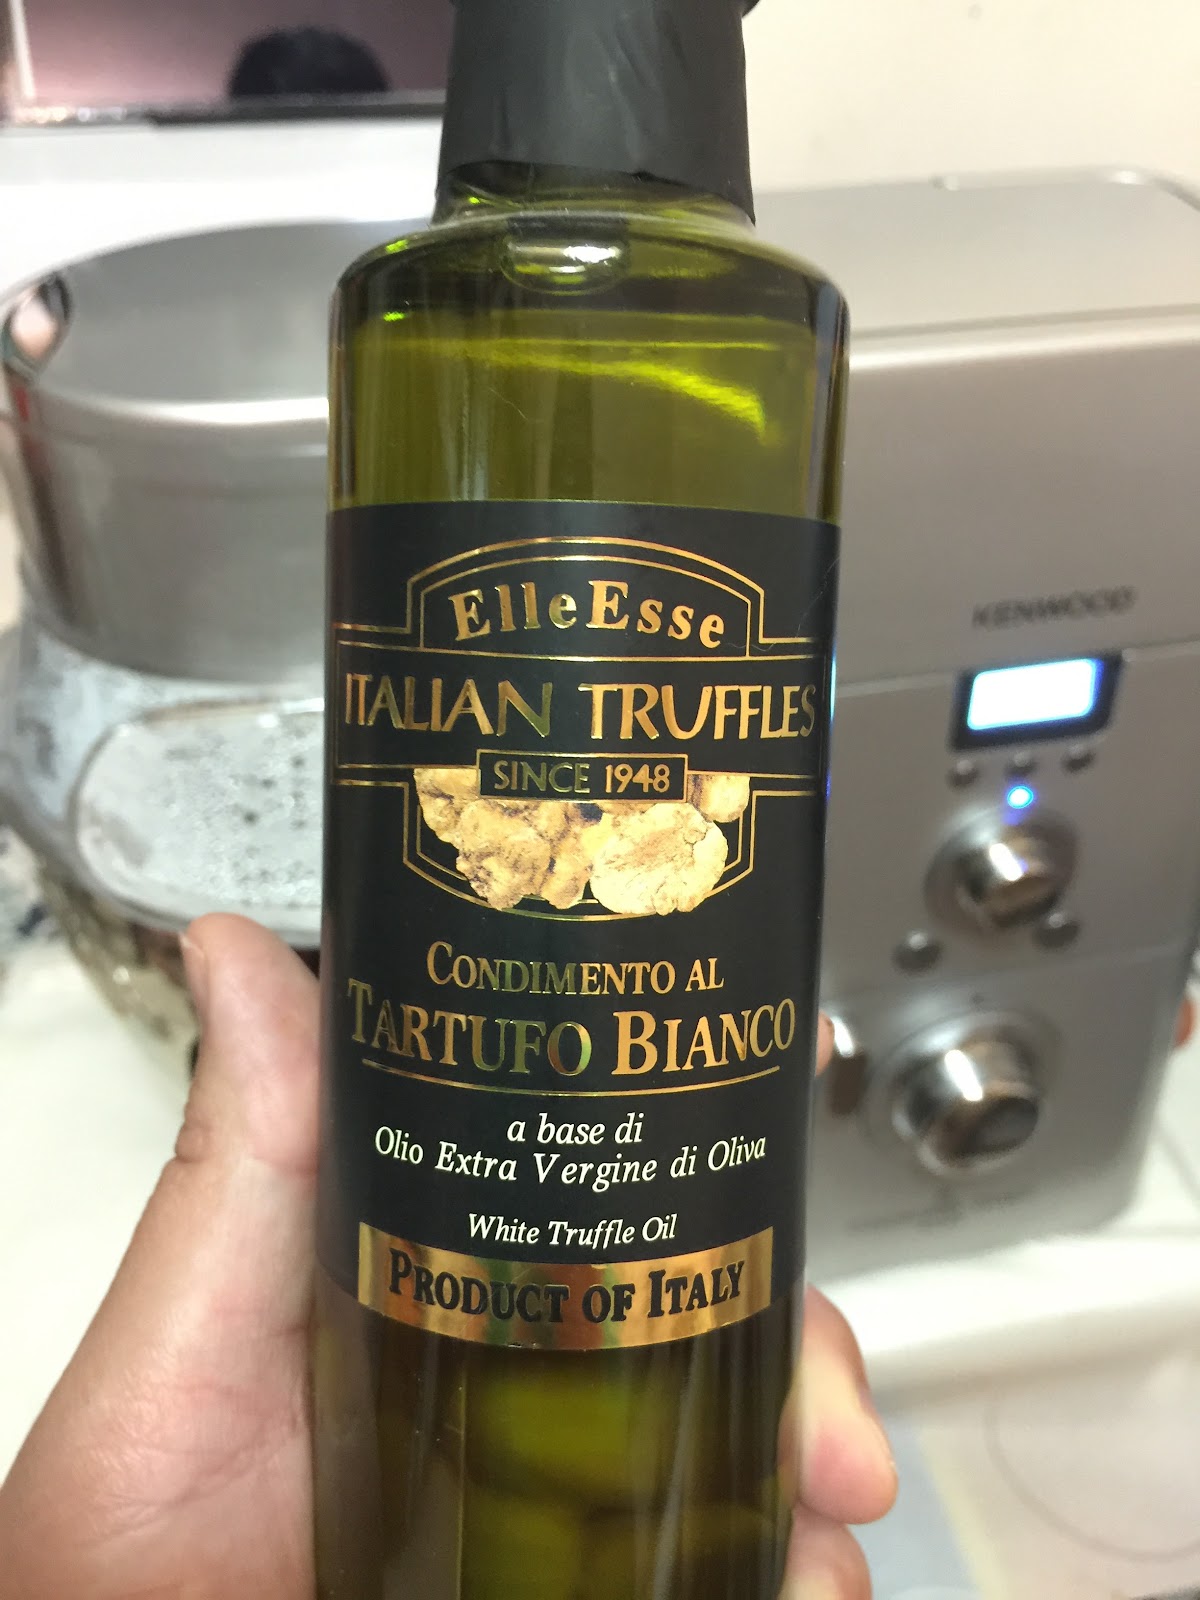 ElleEsse
ITALIAN TRUFFLES
SINCE 1948
CONDIMENTO AL
TARTUFO BIANCO
a base di
Olio Extra Vergine di Oliva
White Truffle Oil
PRODUCT OF ITALY
KENWOOD